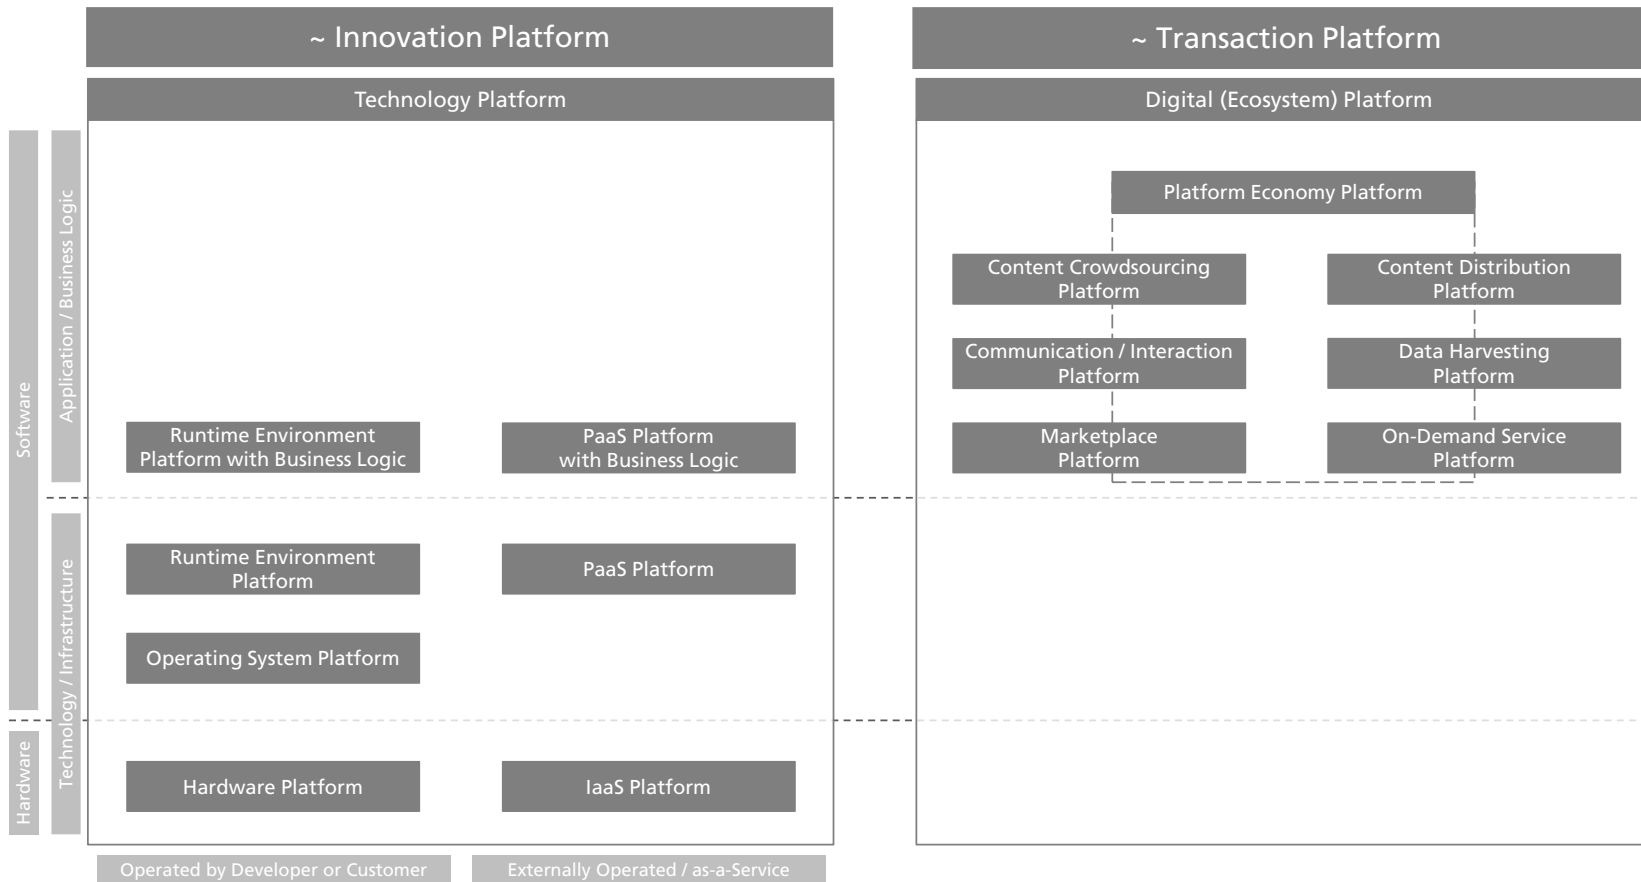 ~ Innovation Platform
~ Transaction Platform
Technology Platform
Digital (Ecosystem) Platform
Software
Hardware
Application / Business Logic
Technology / Infrastructure
Runtime Environment
Platform with Business Logic
PaaS Platform
with Business Logic
Runtime Environment
Platform
PaaS Platform
Operating System Platform
Hardware Platform
IaaS Platform
Operated by Developer or Customer
Externally Operated / as-a-Service
Platform Economy Platform
Content Crowdsourcing
Platform
Content Distribution
Platform
Communication / Interaction
Platform
Data Harvesting
Platform
Marketplace
Platform
On-Demand Service
Platform